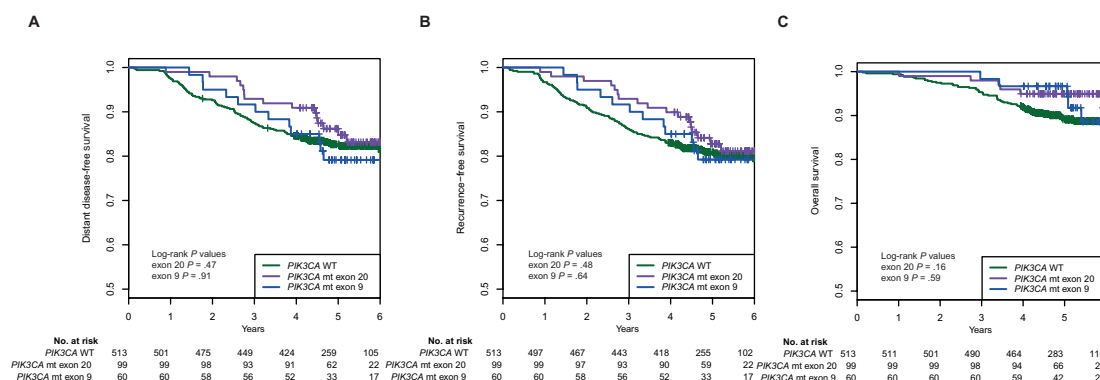 A
B
C
Distant disease-free survival
1.0
0.9
0.8
0.7
0.6
0.5
Log-rank P values
exon 20 P = .47
exon 9 P = .91
PIK3CA WT
PIK3CA mt exon 20
PIK3CA mt exon 9
0 1 2 3 4 5 6
Years
No. at risk
PIK3CA WT 513 501 475 449 424 259 105
PIK3CA mt exon 20 99 99 98 93 91 62 22
PIK3CA mt exon 9 60 60 58 56 52 33 17
Recurrence-free survival
1.0
0.9
0.8
0.7
0.6
0.5
Log-rank P values
exon 20 P = .48
exon 9 P = .64
PIK3CA WT
PIK3CA mt exon 20
PIK3CA mt exon 9
0 1 2 3 4 5 6
Years
No. at risk
PIK3CA WT 513 497 467 443 418 255 102
PIK3CA mt exon 20 99 99 97 93 90 59 22
PIK3CA mt exon 9 60 60 58 56 52 33 17
Overall survival
1.0
0.9
0.8
0.7
0.6
0.5
Log-rank P values
exon 20 P = .16
exon 9 P = .59
PIK3CA WT
PIK3CA mt exon 20
PIK3CA mt exon 9
0 1 2 3 4 5
Years
No. at risk
PIK3CA WT 513 511 501 490 464 283 11
PIK3CA mt exon 20 99 99 98 98 94 66 2
PIK3CA mt exon 9 60 60 60 60 59 42 2